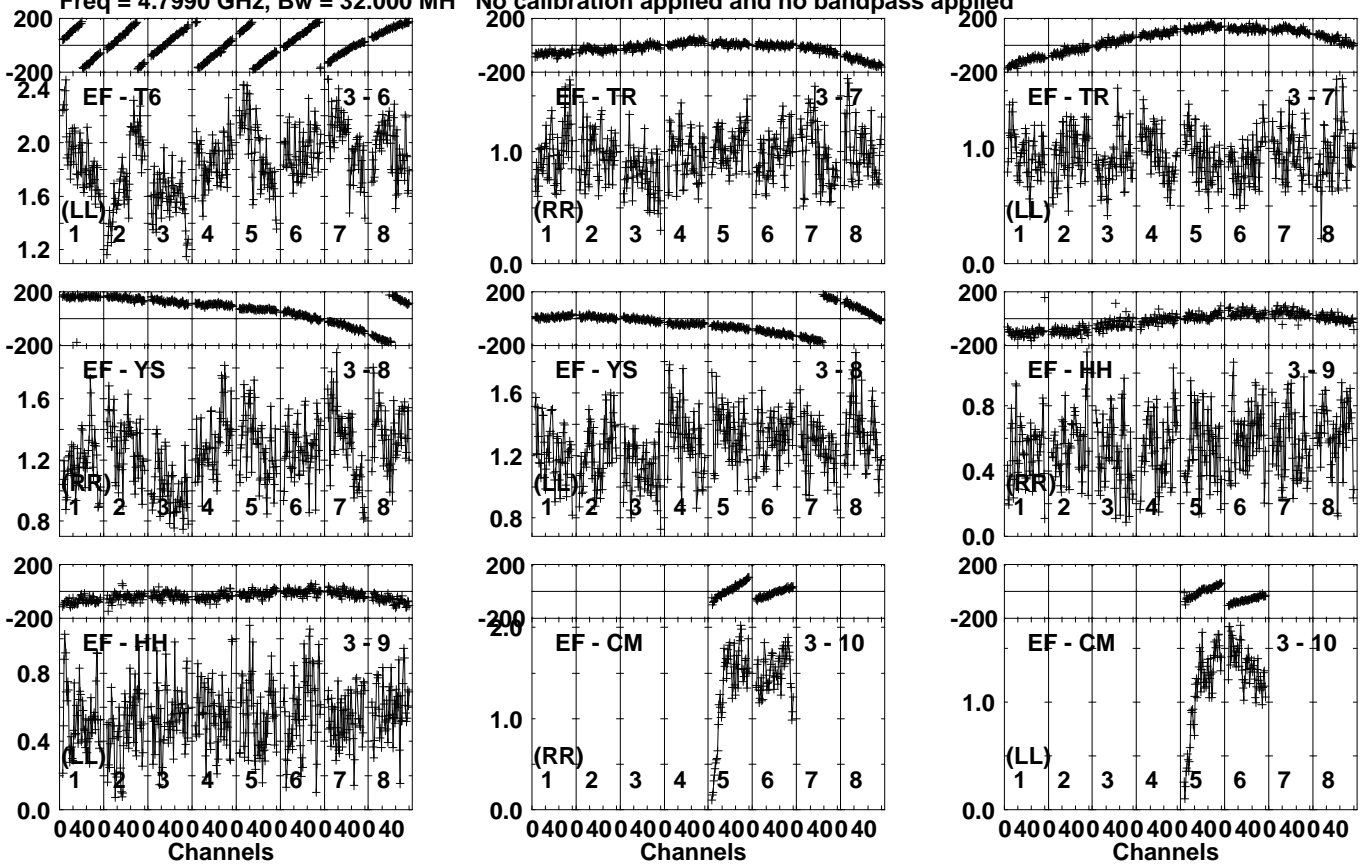 Freq = 4.7990 GHz, Bw = 32.000 MH No calibration applied and no bandpass applied
200
-200
2.4
2.0
1.6
1.2
EF - T6
3 - 6
(LL)
1 2 3 4 5 6 7 8
200
-200
1.0
0.0
EF - TR
3 - 7
(RR)
1 2 3 4 5 6 7 8
200
-200
1.0
0.0
EF - TR
3 - 7
(LL)
1 2 3 4 5 6 7 8
200
-200
1.6
1.2
0.8
EF - YS
3 - 8
(RR)
1 2 3 4 5 6 7 8
200
-200
1.6
1.2
0.8
EF - YS
3 - 8
(LL)
1 2 3 4 5 6 7 8
200
-200
0.8
0.4
0.0
EF - HH
3 - 9
(RR)
1 2 3 4 5 6 7 8
200
-200
0.8
0.4
0.0
EF - HH
3 - 9
(LL)
1 2 3 4 5 6 7 8
0 40 0 40 0 40 0 40 0 40 0 40 0 40 0 40
Channels
200
-200
2.0
1.0
0.0
EF - CM
3 - 10
(RR)
1 2 3 4 5 6 7 8
0 40 0 40 0 40 0 40 0 40 0 40 0 40 0 40
Channels
200
-200
1.0
0.0
EF - CM
3 - 10
(LL)
1 2 3 4 5 6 7 8
0 40 0 40 0 40 0 40 0 40 0 40 0 40 0 40
Channels